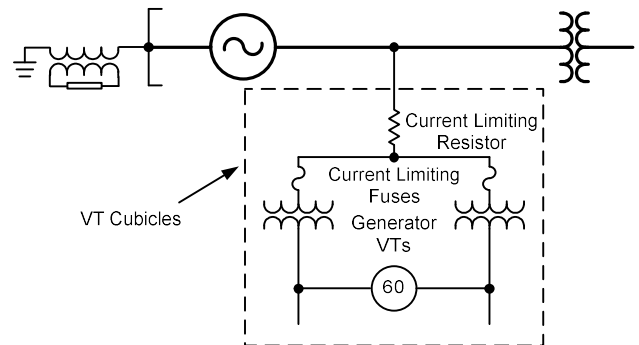 Current Limiting
Resistor
Current Limiting
Fuses
VT Cubicles
Generator
VTs
60